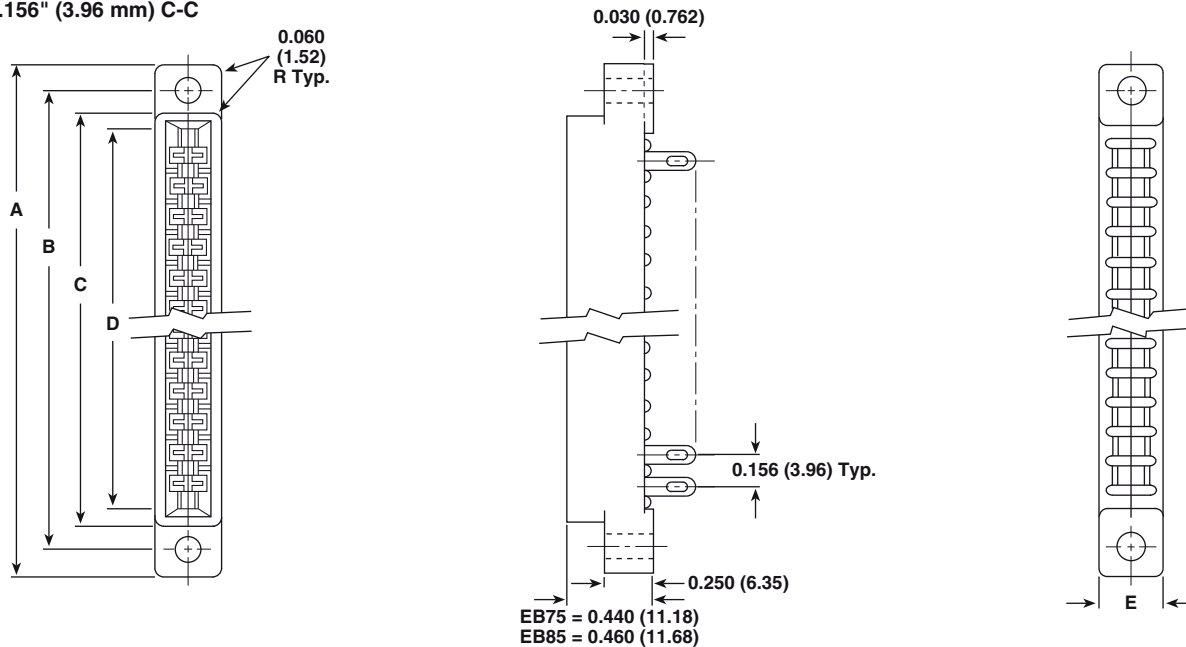 .156" (3.96 mm) C-C
0.060
(1.52)
R Typ.
A
B
C
D
0.030 (0.762)
0.156 (3.96) Typ.
0.250 (6.35)
EB75 = 0.440 (11.18)
EB85 = 0.460 (11.68)
E